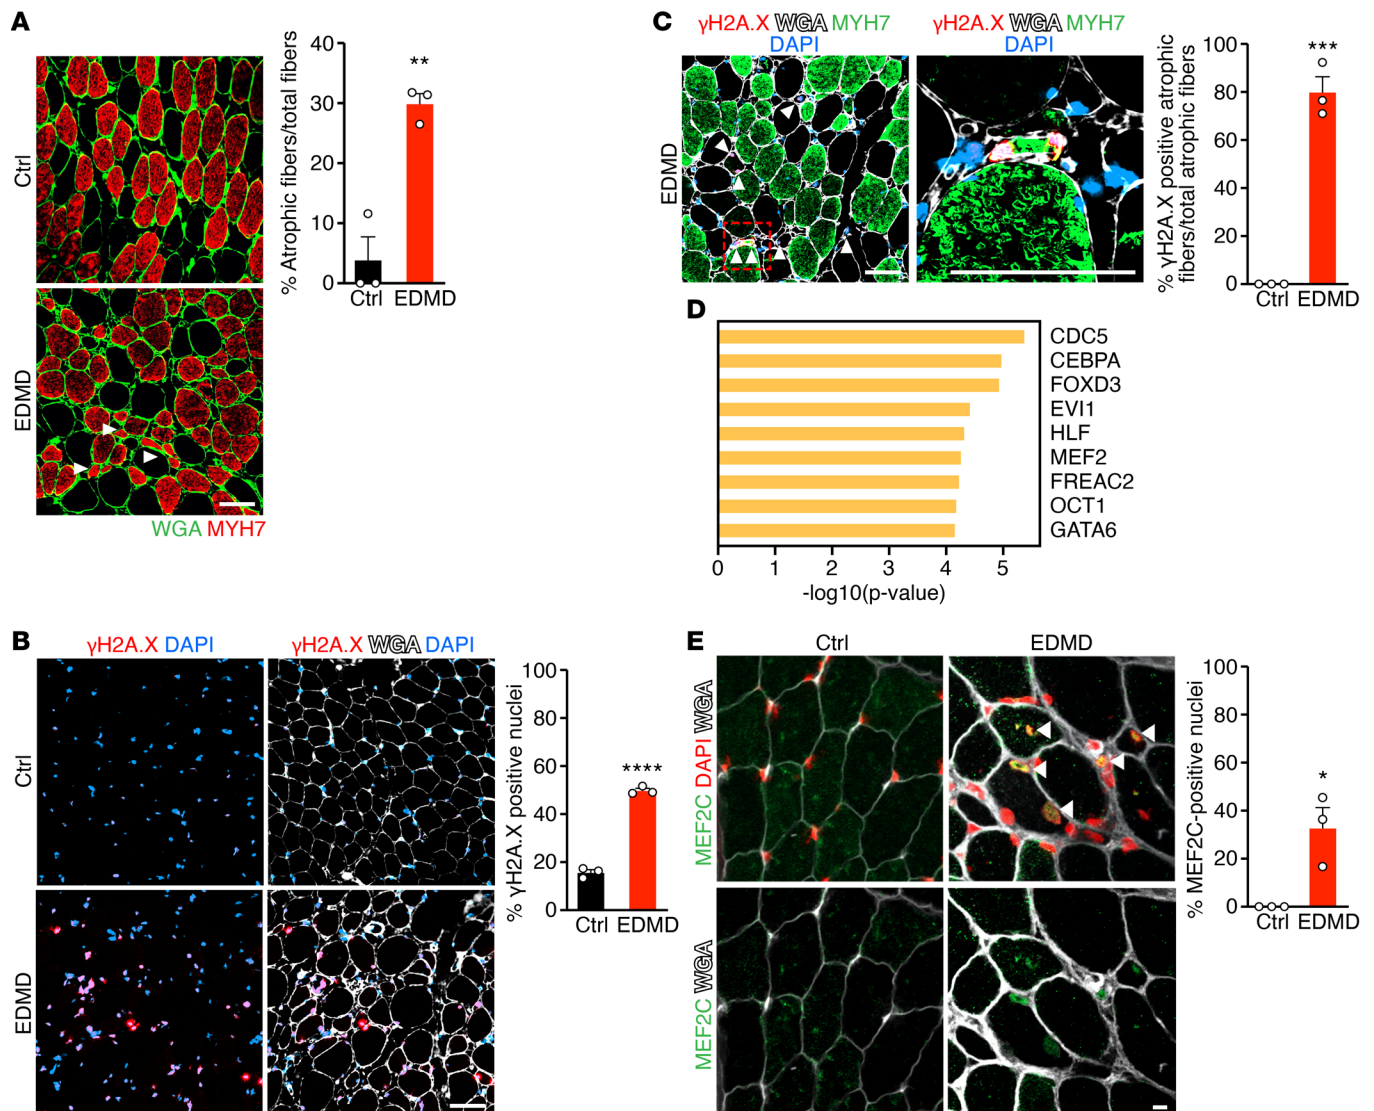 A
Ctrl
EDMD
WGA MYH7
% Atrophic fibers/total fibers
40
30
20
10
0
**
Ctrl EDMD
B
γH2A.X DAPI
γH2A.X WGA DAPI
Ctrl
EDMD
% γH2A.X positive nuclei
100
80
60
40
20
0
****
Ctrl EDMD
C
γH2A.X WGA MYH7
DAPI
γH2A.X WGA MYH7
DAPI
EDMD
% γH2A.X positive atrophic
fibers/total atrophic fibers
100
80
60
40
20
0
***
Ctrl EDMD
D
CDC5
CEBPA
FOXD3
EVI1
HLF
MEF2
FREAC2
OCT1
GATA6
0 1 2 3 4 5
-log10(p-value)
E
Ctrl
EDMD
MEF2C DAPI WGA
MEF2C WGA
% MEF2C-positive nuclei
100
80
60
40
20
0
*
Ctrl EDMD